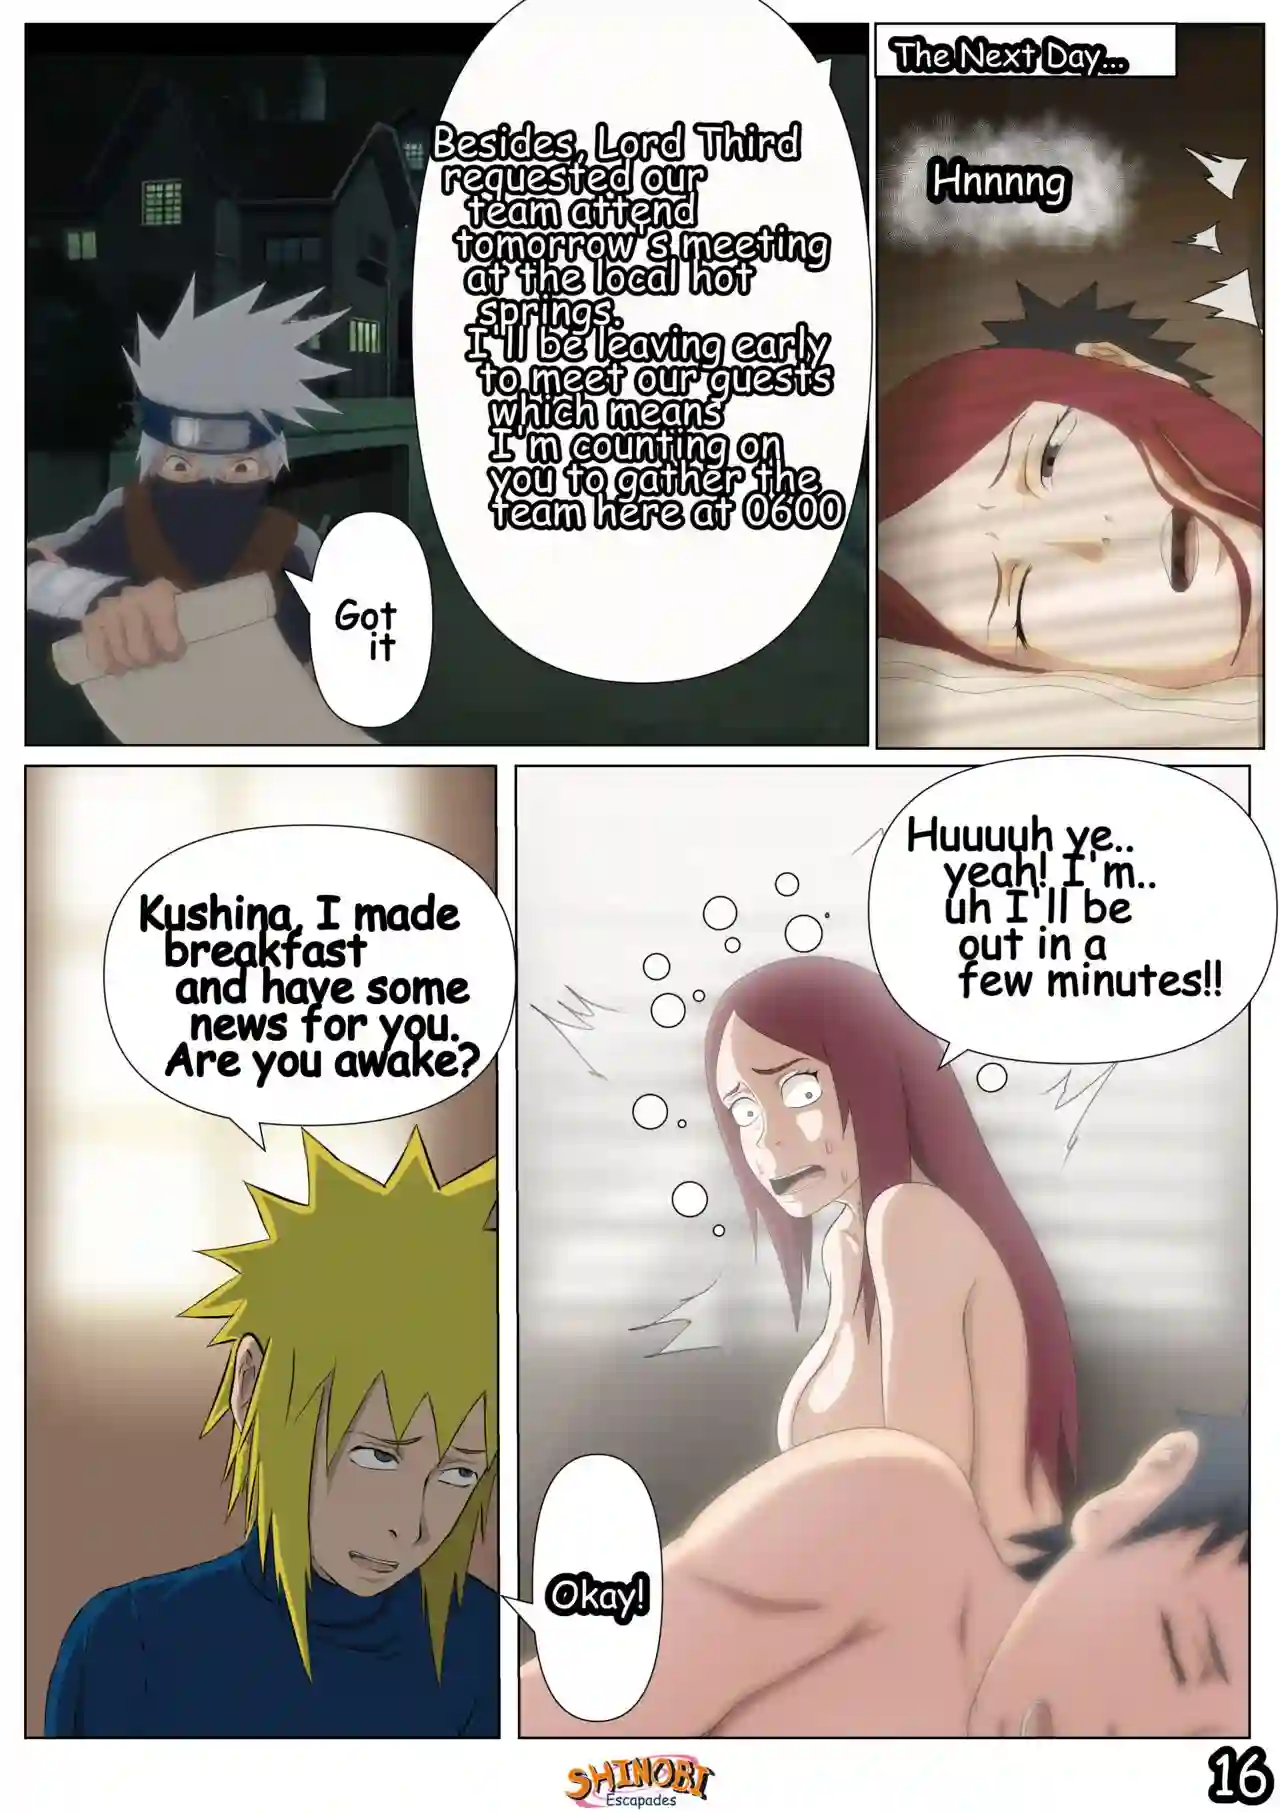 Besides, Lord Third
requested our
team attend
tomorrow's meeting
at the local hot
springs.
I'll be leaving early
to meet our guests
which means
I'm counting on
you to gather the
team here at 0600
Got
it
The Next Day...
Hnnnng
Kushina, I made
breakfast
and have some
news for you.
Are you awake?
Huuuuh ye..
yeah! I'm..
uh I'll be
out in a
few minutes!!
Okay!
SHINOBI
Escapades
16